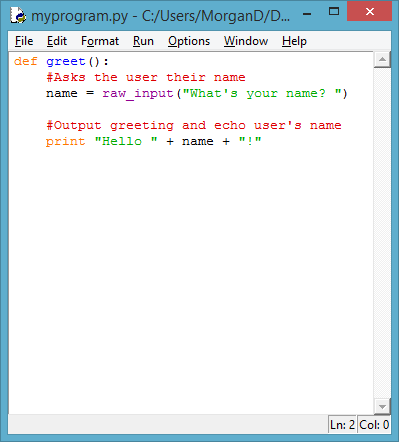 myprogram.py - C:/Users/MorganD/D...
File Edit Format Run Options Window Help
def greet():
    #Asks the user their name
    name = raw_input("What's your name? ")

    #Output greeting and echo user's name
    print "Hello " + name + "!"
Ln: 2 Col: 0